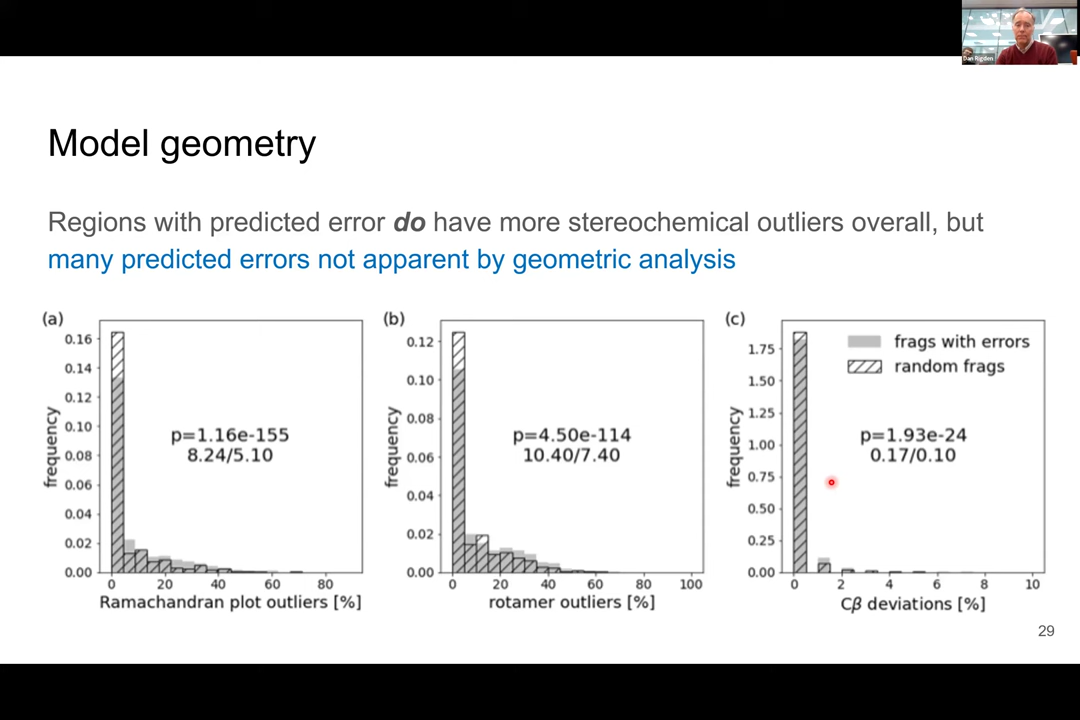 Dan Rigden
Model geometry
Regions with predicted error do have more stereochemical outliers overall, but
many predicted errors not apparent by geometric analysis
(a)
0.16
0.14
0.12
0.10
0.08
0.06
0.04
0.02
0.00
frequency
p=1.16e-155
8.24/5.10
0 20 40 60 80
Ramachandran plot outliers [%]
(b)
0.12
0.10
0.08
0.06
0.04
0.02
0.00
frequency
p=4.50e-114
10.40/7.40
0 20 40 60 80 100
rotamer outliers [%]
(c)
1.75
1.50
1.25
1.00
0.75
0.50
0.25
0.00
frequency
frags with errors
random frags
p=1.93e-24
0.17/0.10
0 2 4 6 8 10
Cβ deviations [%]
29